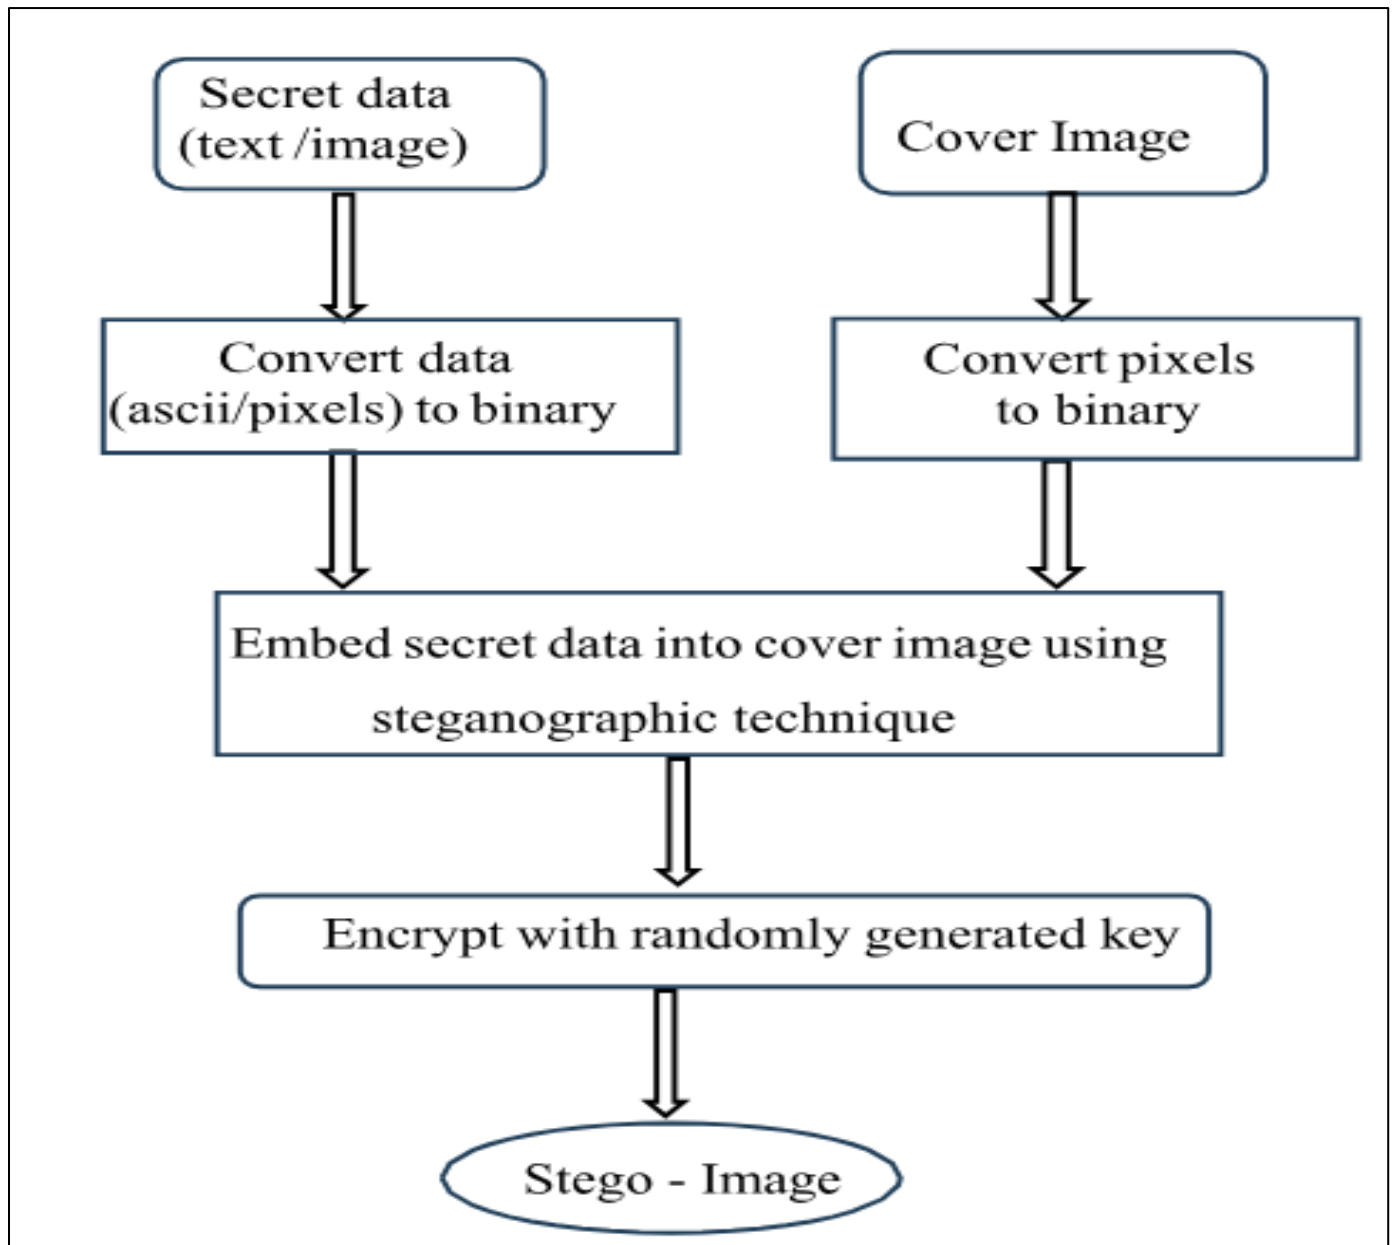 Secret data
(text /image)
Cover Image
Convert data
(ascii/pixels) to binary
Convert pixels
to binary
Embed secret data into cover image using
steganographic technique
Encrypt with randomly generated key
Stego - Image